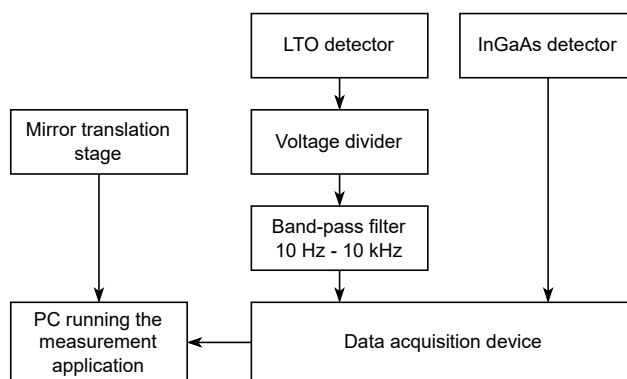 LTO detector
InGaAs detector
Mirror translation
stage
Voltage divider
Band-pass filter
10 Hz - 10 kHz
PC running the
measurement
application
Data acquisition device